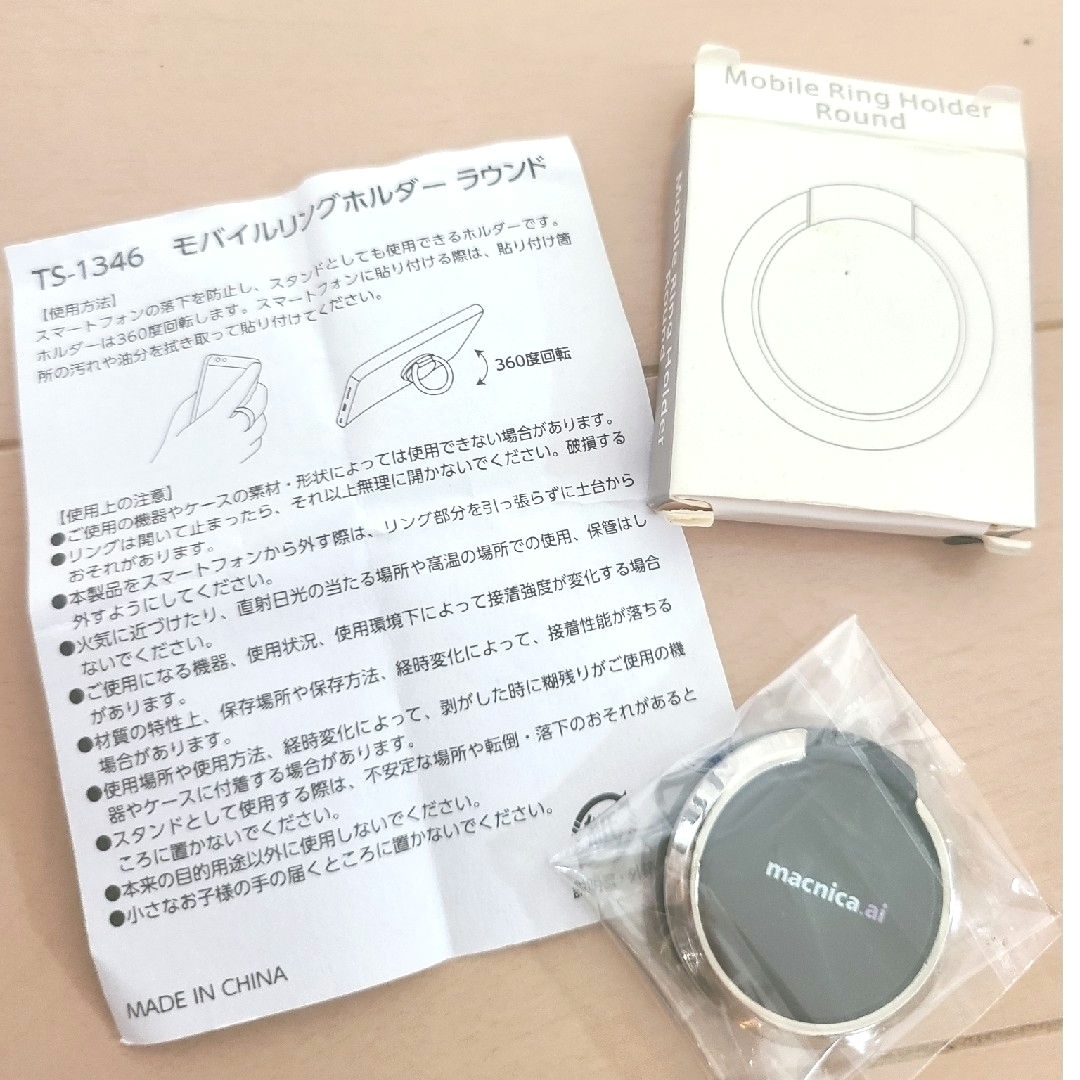 TS-1346 モバイルリングホルダー ラウンド
【使用方法】
スマートフォンの落下を防止し、スタンドとしても使用できるホルダーです。
ホルダーは360度回転します。スマートフォンに貼り付ける際は、貼り付け箇
所の汚れや油分を拭き取って貼り付けてください。
360度回転
【使用上の注意】
●ご使用の機器やケースの素材・形状によっては使用できない場合があります。
●リングは開いて止まったら、それ以上無理に開かないでください。破損する
おそれがあります。
●本製品をスマートフォンから外す際は、リング部分を引っ張らずに土台から
外すようにしてください。
●火気に近づけたり、直射日光の当たる場所や高温の場所での使用、保管はし
ないでください。
●ご使用になる機器、使用状況、使用環境下によって接着強度が変化する場合
があります。
●材質の特性上、保存場所や保存方法、経時変化によって、接着性能が落ちる
場合があります。
●使用場所や使用方法、経時変化によって、剥がした時に糊残りがご使用の機
器やケースに付着する場合があります。
●スタンドとして使用する際は、不安定な場所や転倒・落下のおそれがあると
ころに置かないでください。
●本来の目的用途以外に使用しないでください。
●小さなお子様の手の届くところに置かないでください。
MADE IN CHINA
Mobile Ring Holder
Round
Mobile Ring Holder
macnica.ai